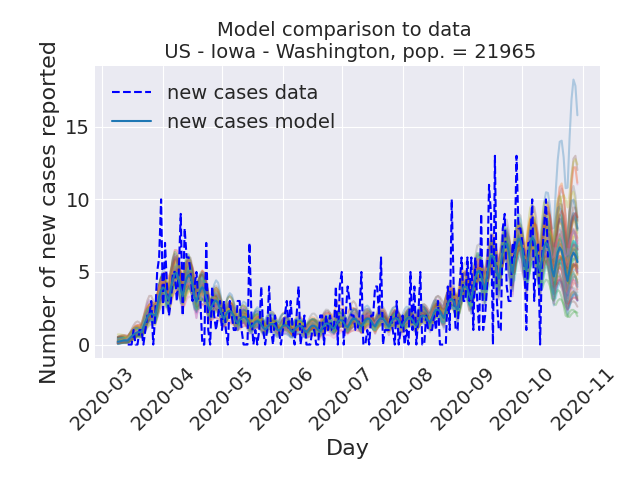 Model comparison to data
US - Iowa - Washington, pop. = 21965
new cases data
new cases model
Number of new cases reported
15
10
5
0
2020-03
2020-04
2020-05
2020-06
2020-07
2020-08
2020-09
2020-10
2020-11
Day